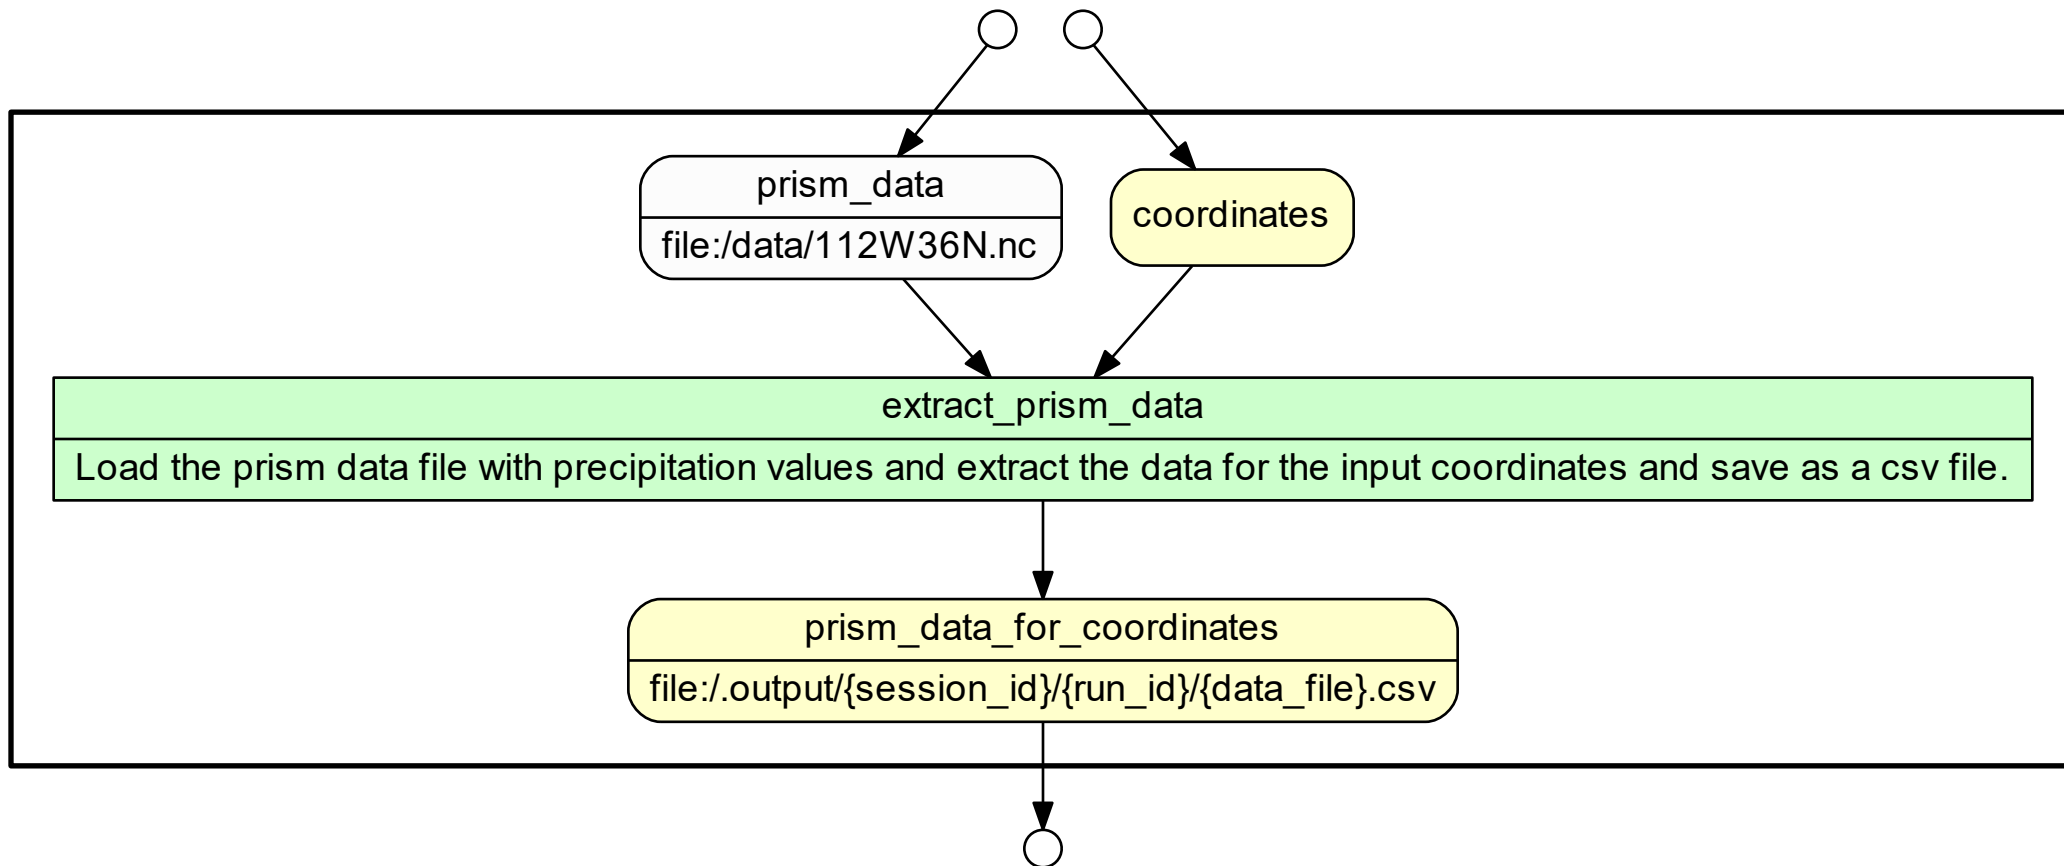 prism_data
file:/data/112W36N.nc
coordinates
extract_prism_data
Load the prism data file with precipitation values and extract the data for the input coordinates and save as a csv file.
prism_data_for_coordinates
file:/.output/{session_id}/{run_id}/{data_file}.csv